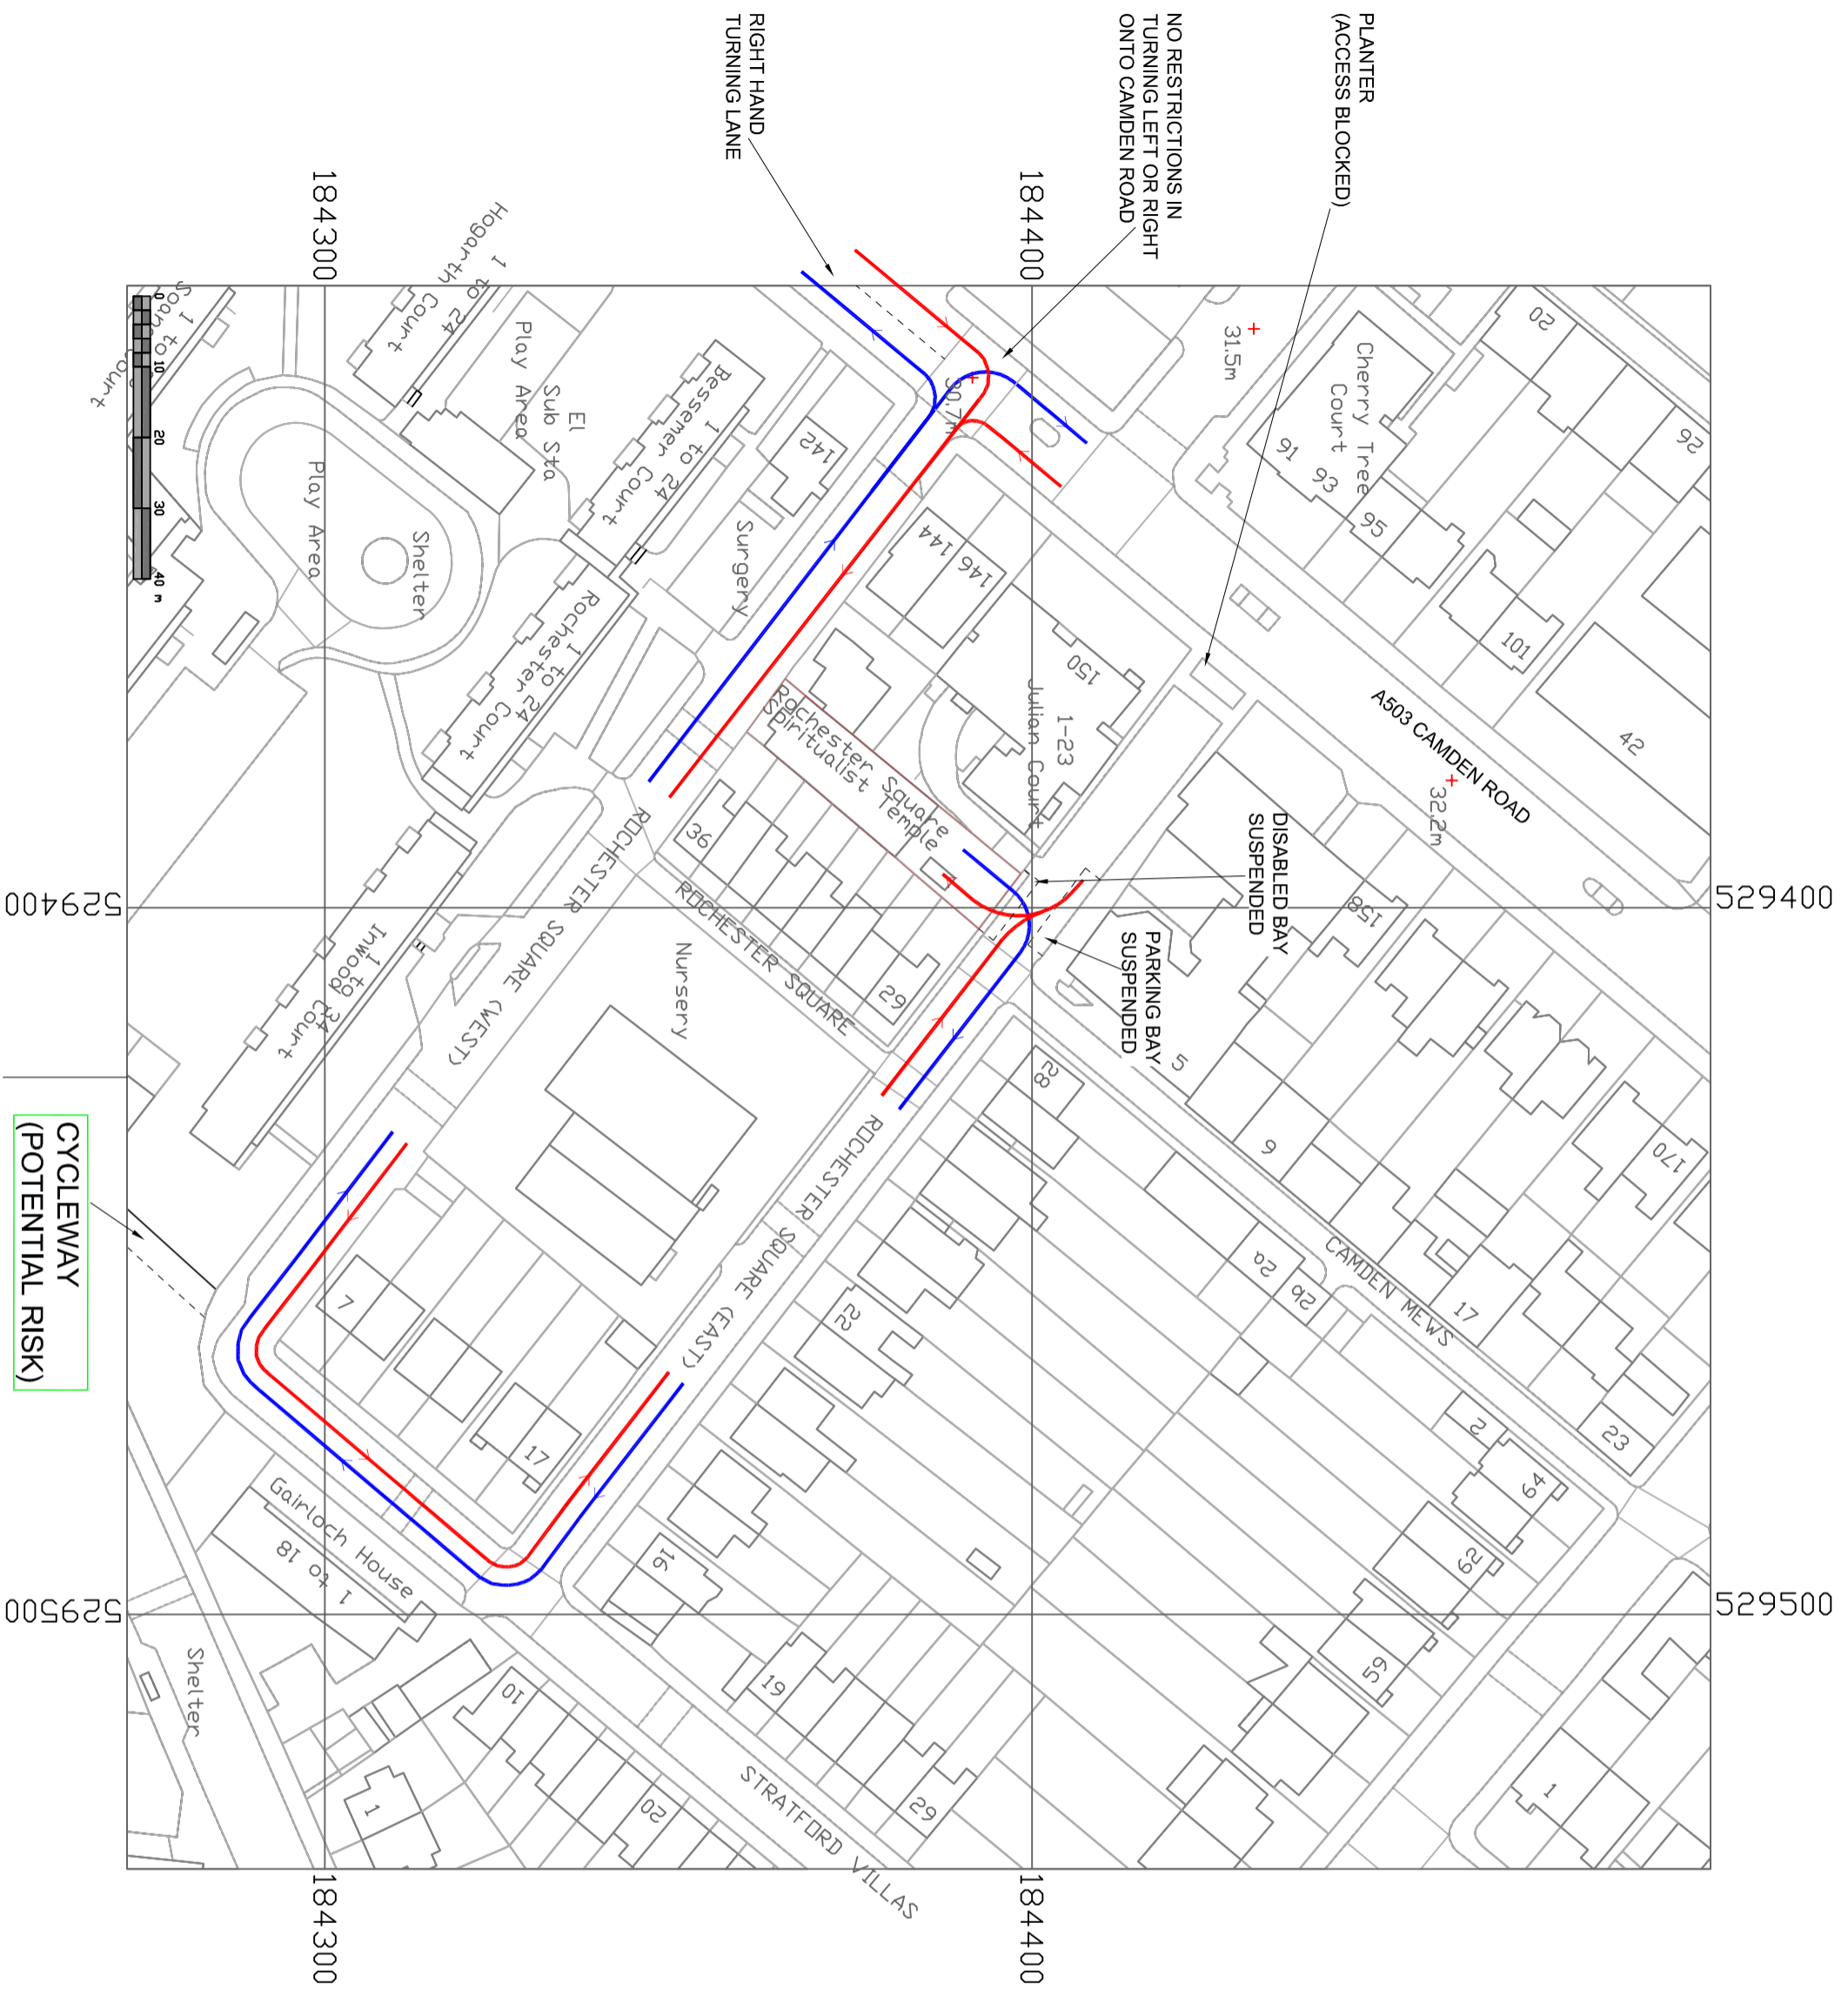 PLANTER
(ACCESS BLOCKED)
NO RESTRICTIONS IN
TURNING LEFT OR RIGHT
ONTO CAMDEN ROAD
RIGHT HAND
TURNING LANE
184300
184400
20
26
31.5m
Cherry Tree
Court
91
93
95
101
42
A503 CAMDEN ROAD
32.2m
30.7m
142
144
146
150
1-23
Julian Court
Surgery
1 to 24
Bessemer Court
El
Sub Sta
Play
Area
1 to 24
Hogarth Court
Play Area
Shelter
1 to 24
Rochester Court
0
10
20
30
40 m
Rochester Square
Spiritualist Temple
DISABLED BAY
SUSPENDED
PARKING BAY
SUSPENDED
158
170
36
29
ROCHESTER SQUARE
ROCHESTER SQUARE (WEST)
Nursery
1 to 34
Inwood Court
529400
529400
28
5
9
17
23
2a
2b
CAMDEN MEWS
ROCHESTER SQUARE (EAST)
22
2
64
62
59
7
17
CYCLEWAY
(POTENTIAL RISK)
Gairloch House
1 to 18
16
529500
529500
Shelter
19
29
10
20
1
1
STRATFORD VILLAS
184300
184400